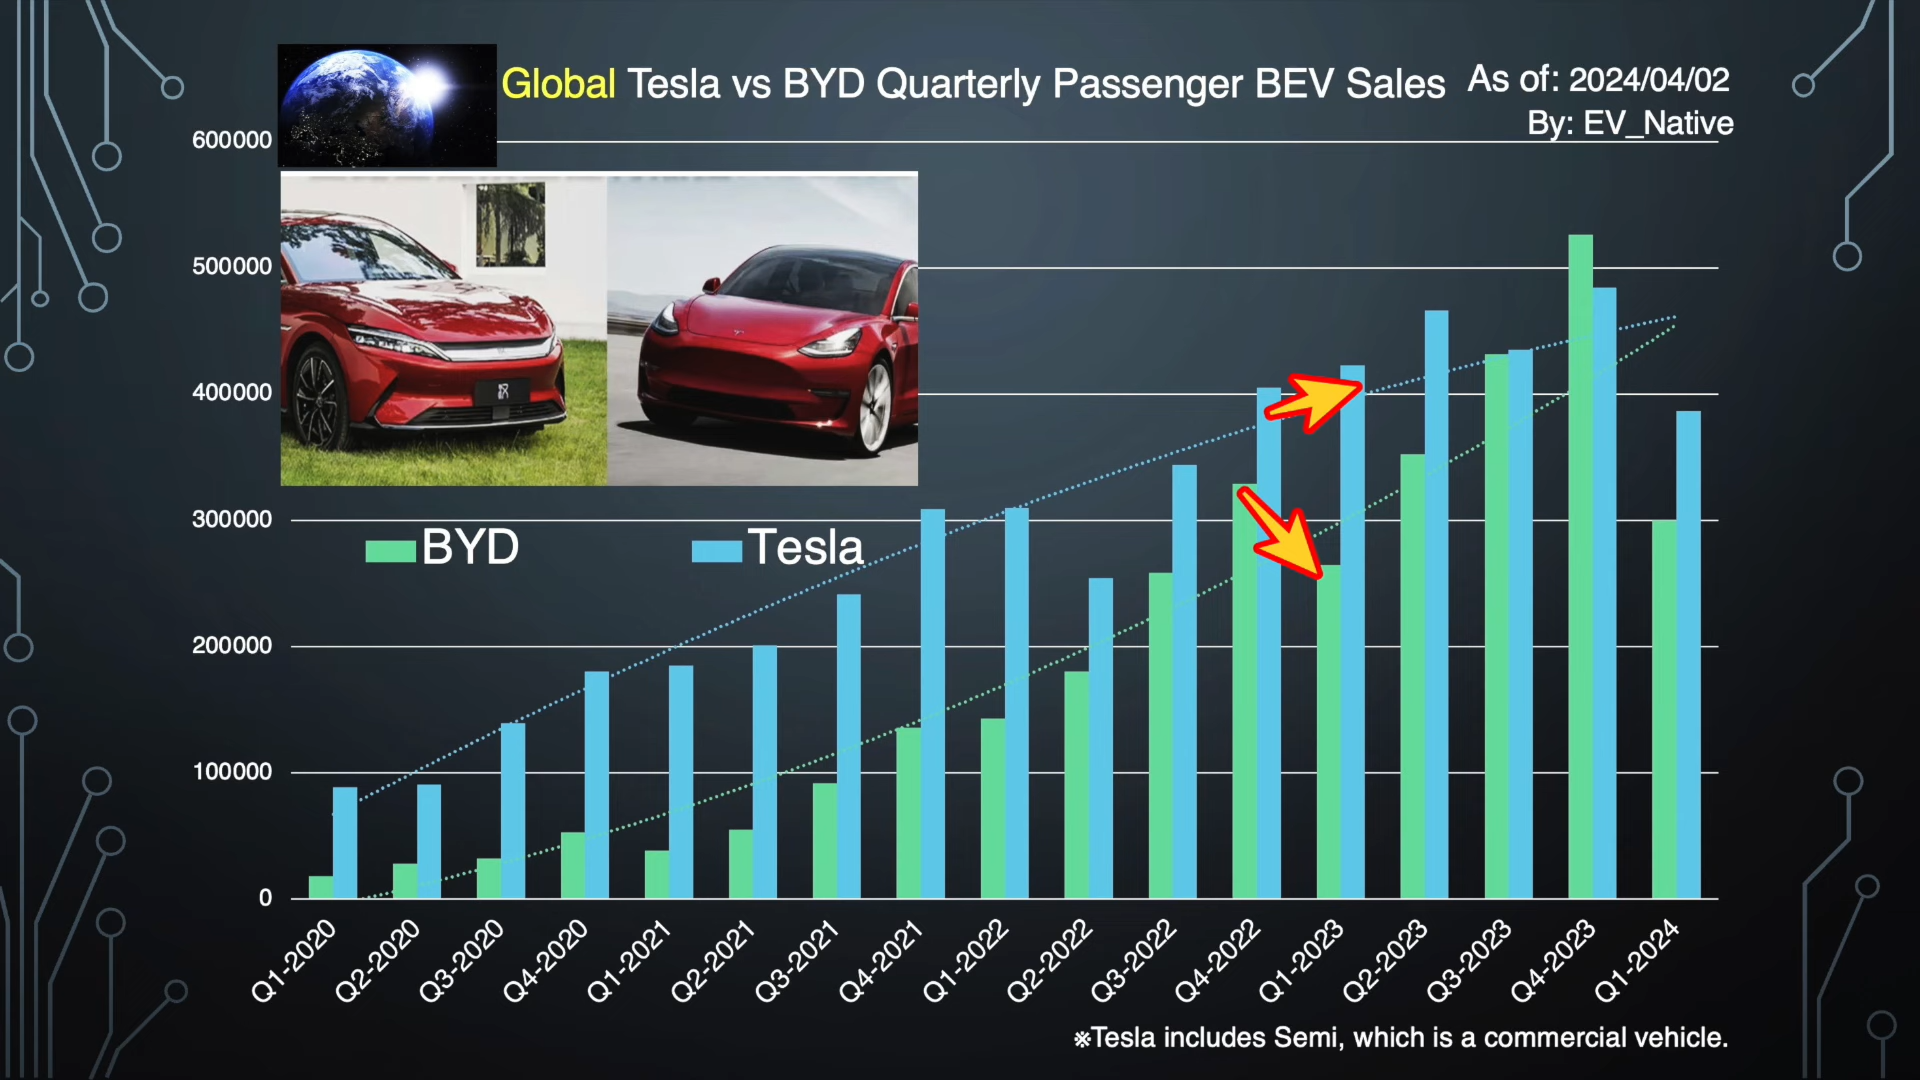 Global Tesla vs BYD Quarterly Passenger BEV Sales
As of: 2024/04/02
By: EV_Native
600000
500000
400000
300000
200000
100000
0
BYD
Tesla
Q1-2020
Q2-2020
Q3-2020
Q4-2020
Q1-2021
Q2-2021
Q3-2021
Q4-2021
Q1-2022
Q2-2022
Q3-2022
Q4-2022
Q1-2023
Q2-2023
Q3-2023
Q4-2023
Q1-2024
※Tesla includes Semi, which is a commercial vehicle.